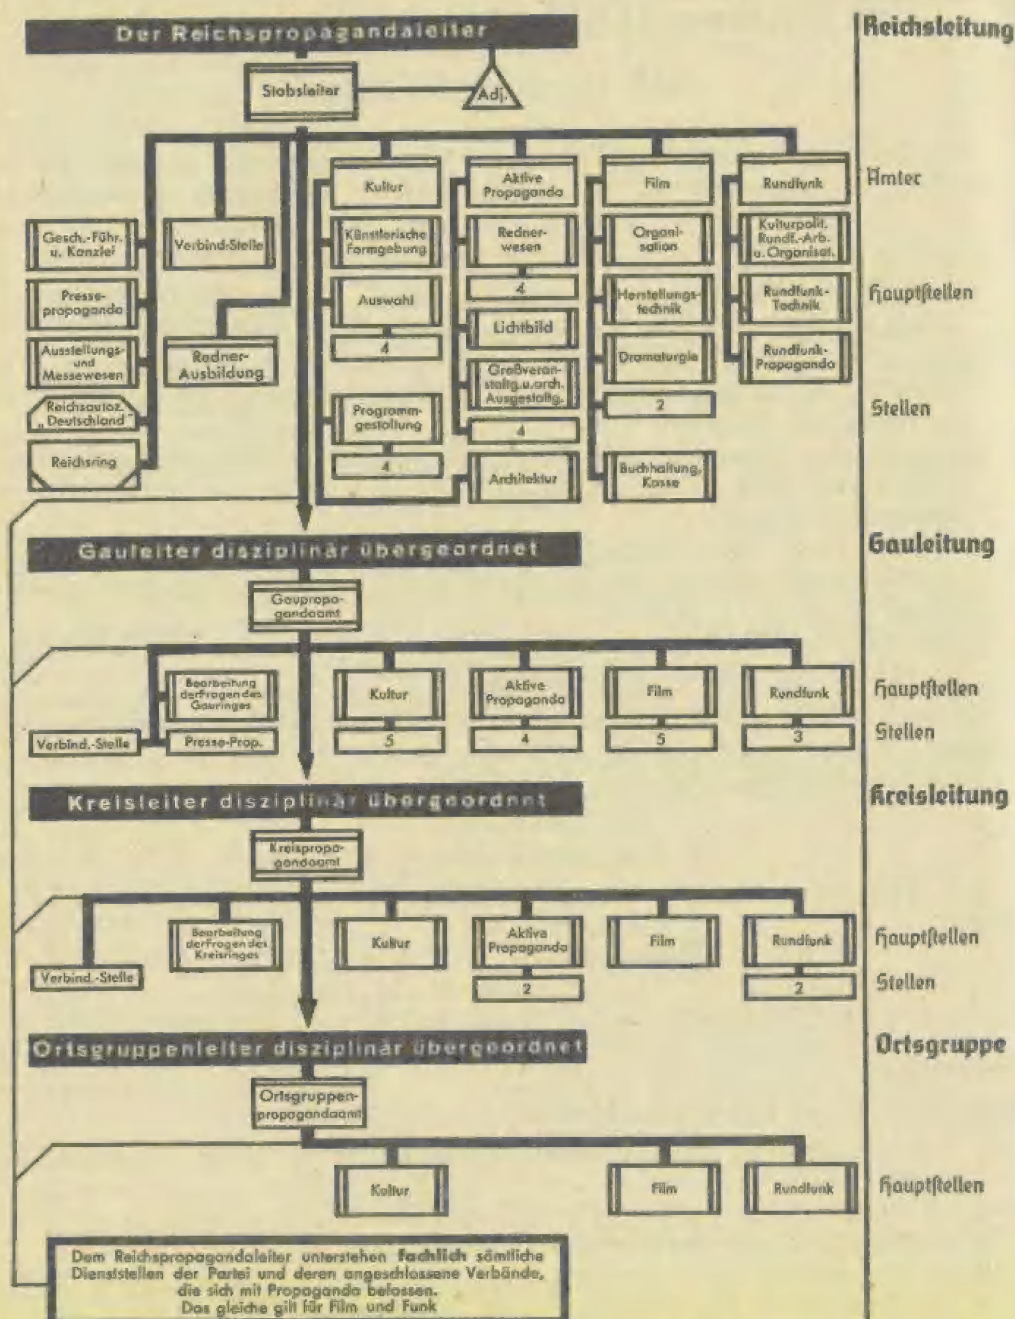 Der Reichspropagandaleiter
Reichsleitung
Stabsleiter
Adj.
Kultur
Aktive
Propaganda
Film
Rundfunk
Ämter
Gesch.-Führ.
u. Kanzlei
Verbind.-Stelle
Künstlerische
Formgebung
Redner-
wesen
4
Organi-
sation
Kulturpolit.
Rundf.-Arb.
u. Organisat.
Presse-
propaganda
Auswahl
4
Lichtbild
Herstellungs-
technik
Rundfunk-
Technik
Hauptstellen
Ausstellungs-
und
Messewesen
Redner-
Ausbildung
Großveran-
staltg. u. arch.
Ausgestaltg.
4
Dramaturgie
2
Rundfunk-
Propaganda
Reichsautoz.
„Deutschland"
Programm-
gestaltung
4
Stellen
Reichsring
Architektur
Buchhaltung,
Kasse
Gauleiter disziplinär übergeordnet
Gauleitung
Gaupropa-
gandaamt
Bearbeitung
der Fragen des
Gauringes
Kultur
Aktive
Propaganda
Film
Rundfunk
Hauptstellen
Verbind.-Stelle
Presse-Prop.
5
4
5
3
Stellen
Kreisleiter disziplinär übergeordnet
Kreisleitung
Kreispropa-
gandaamt
Bearbeitung
der Fragen des
Kreisringes
Kultur
Aktive
Propaganda
Film
Rundfunk
Hauptstellen
Verbind.-Stelle
2
2
Stellen
Ortsgruppenleiter disziplinär übergeordnet
Ortsgruppe
Ortsgruppen-
propagandaamt
Kultur
Film
Rundfunk
Hauptstellen
Dem Reichspropagandaleiter unterstehen fachlich sämtliche
Dienststellen der Partei und deren angeschlossene Verbände,
die sich mit Propaganda befassen.
Das gleiche gilt für Film und Funk